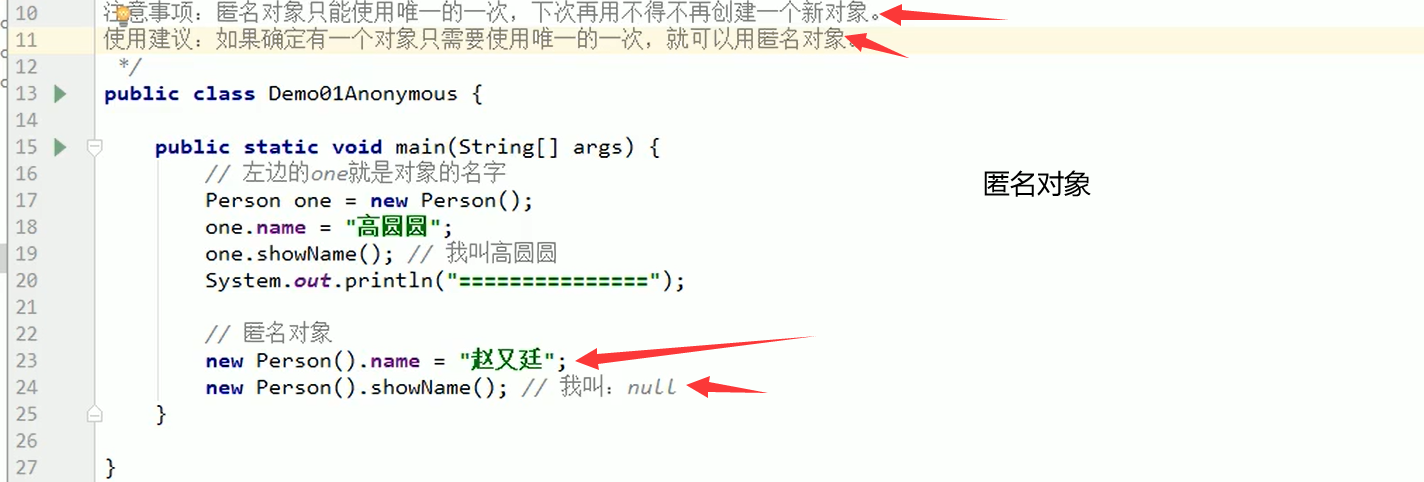 10 注意事项：匿名对象只能使用唯一的一次，下次再用不得不再创建一个新对象。
11 使用建议：如果确定有一个对象只需要使用唯一的一次，就可以用匿名对象。
12 */
13 public class Demo01Anonymous {
14
15 public static void main(String[] args) {
16 // 左边的one就是对象的名字
17 Person one = new Person();
18 one.name = "高圆圆";
19 one.showName(); // 我叫高圆圆
20 System.out.println("===============");
21
22 // 匿名对象
23 new Person().name = "赵又廷";
24 new Person().showName(); // 我叫：null
25 }
26
27 }
匿名对象